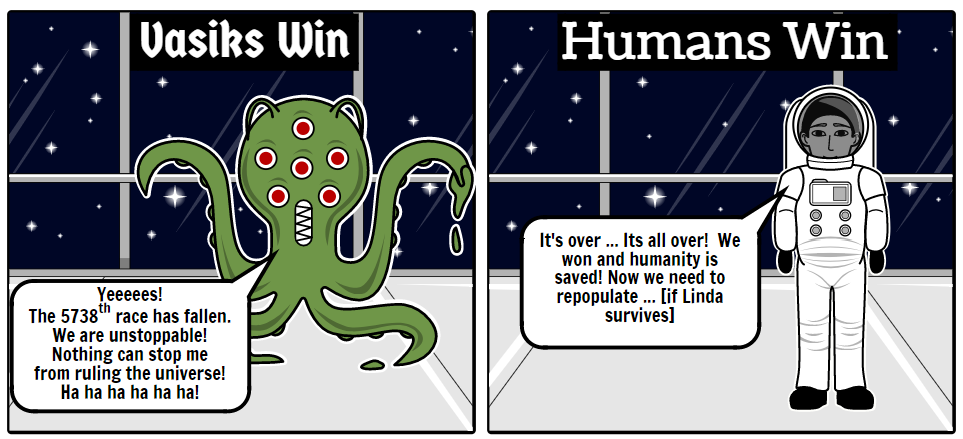 Vasiks Win
Yeeeees!
The 5738th race has fallen.
We are unstoppable!
Nothing can stop me
from ruling the universe!
Ha ha ha ha ha ha!
Humans Win
It's over ... Its all over! We
won and humanity is
saved! Now we need to
repopulate ... [if Linda
survives]